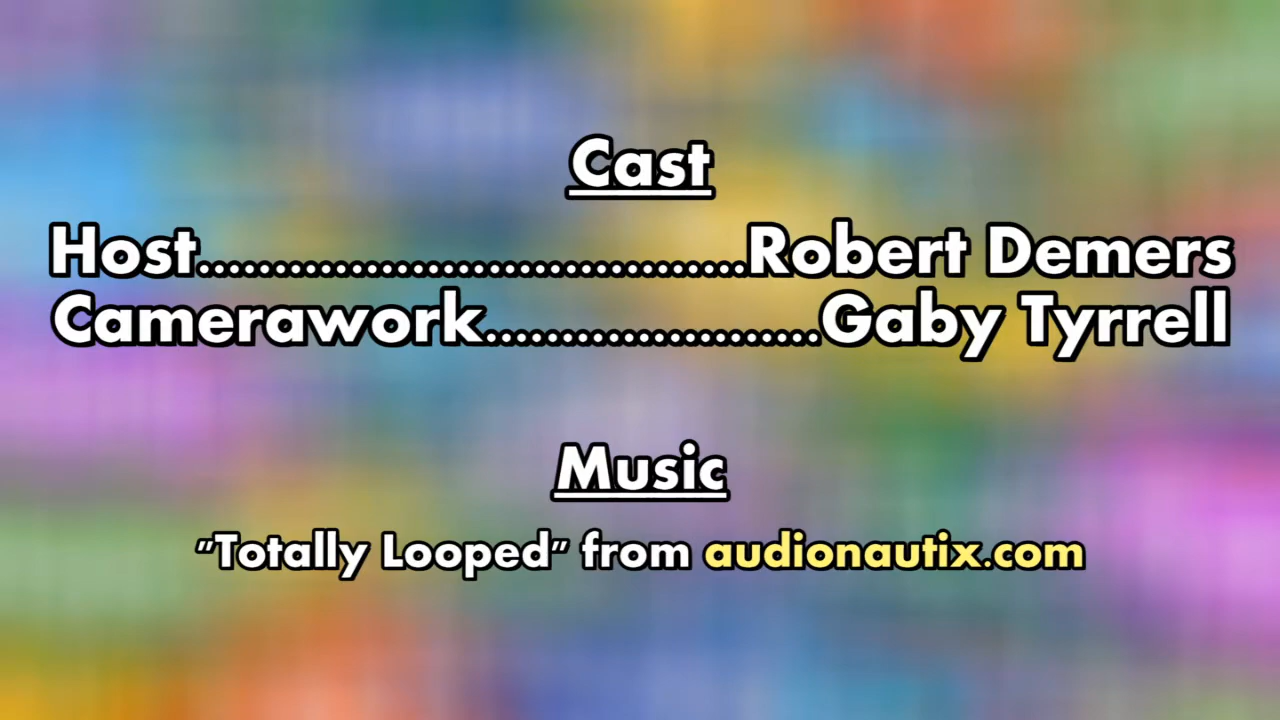 Cast
Host....................................Robert Demers
Camerawork......................Gaby Tyrrell
Music
"Totally Looped" from audionautix.com